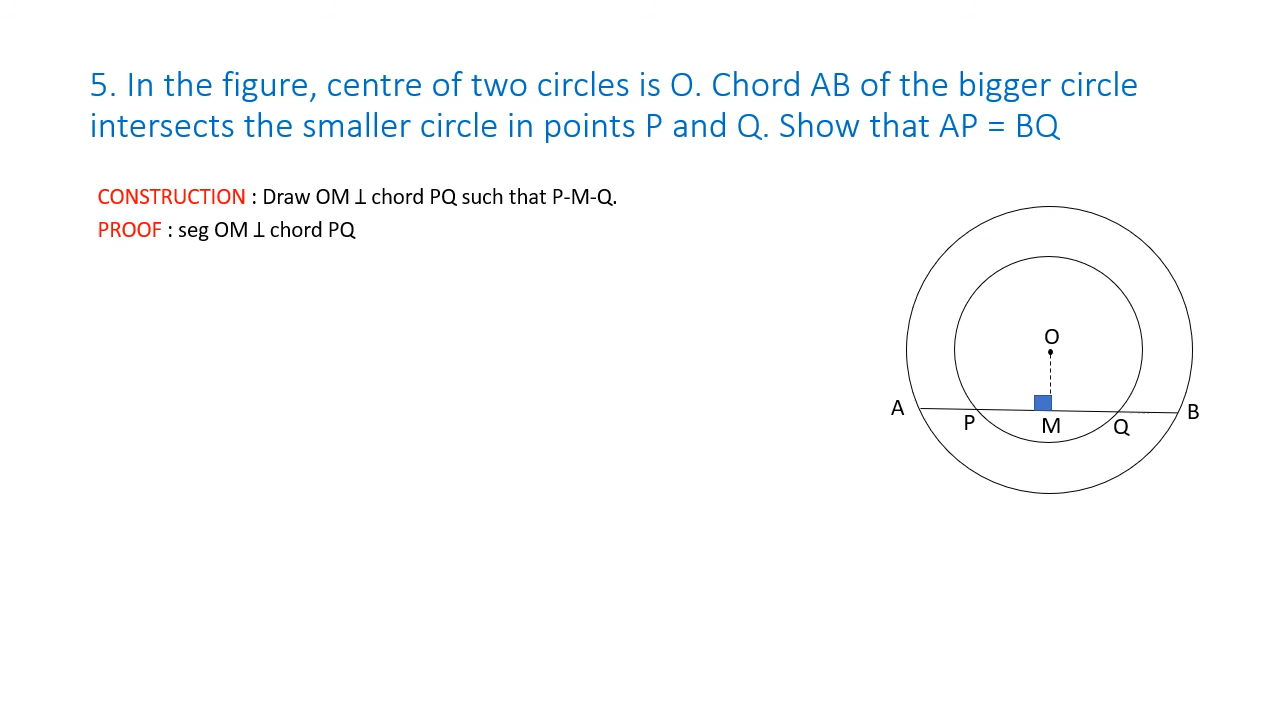 5. In the figure, centre of two circles is O. Chord AB of the bigger circle
intersects the smaller circle in points P and Q. Show that AP = BQ
CONSTRUCTION : Draw OM ⊥ chord PQ such that P-M-Q.
PROOF : seg OM ⊥ chord PQ
O
A
B
P
M
Q